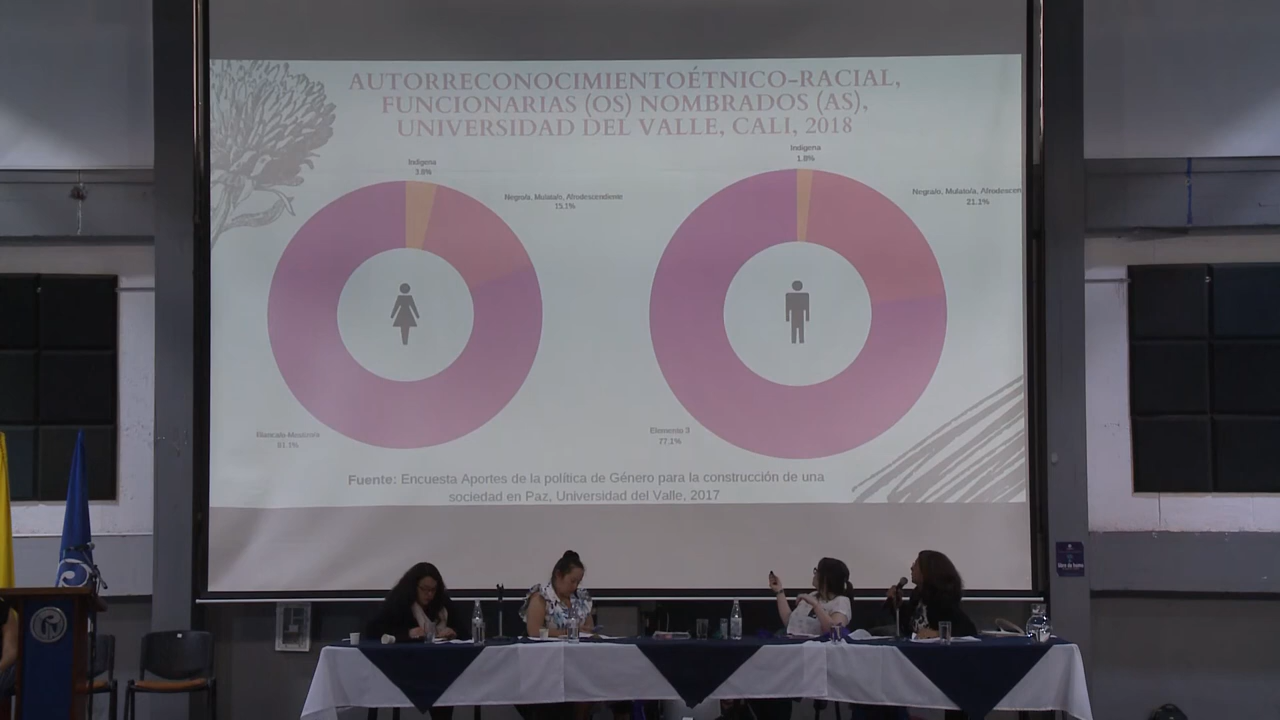 AUTORRECONOCIMIENTOÉTNICO-RACIAL,
FUNCIONARIAS (OS) NOMBRADOS (AS),
UNIVERSIDAD DEL VALLE, CALI, 2018
Indígena
3.8%
Negra/o, Mulata/o, Afrodescendiente
15.1%
Blanca/o-Mestiza/o
81.1%
Indígena
1.8%
Negra/o, Mulato/a, Afrodescen
21.1%
Elemento 3
77.1%
Fuente: Encuesta Aportes de la política de Género para la construcción de una
sociedad en Paz, Universidad del Valle, 2017